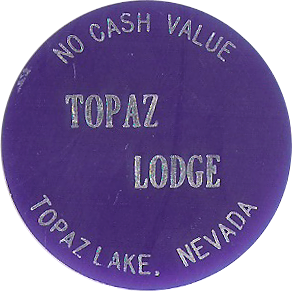 NO CASH VALUE
TOPAZ
LODGE
TOPAZ LAKE, NEVADA